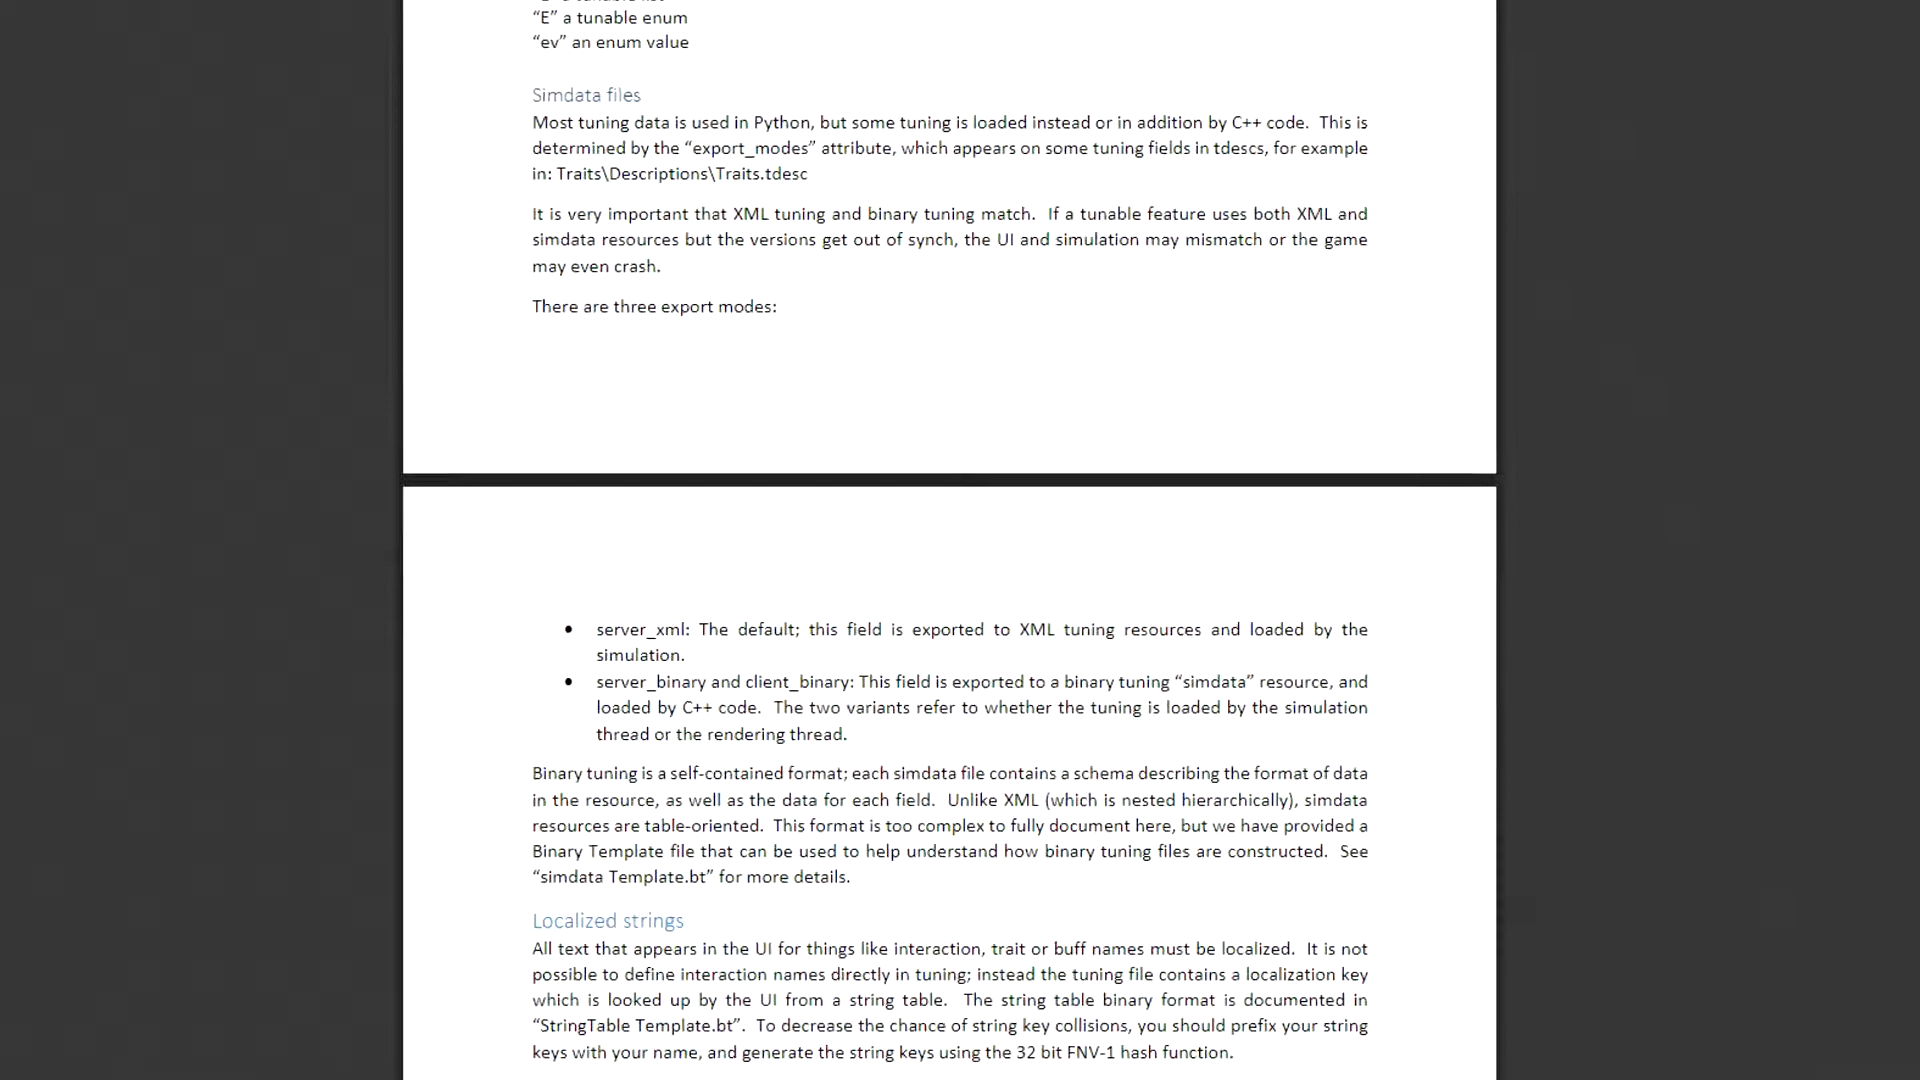 “E” a tunable enum
“ev” an enum value
Simdata files
Most tuning data is used in Python, but some tuning is loaded instead or in addition by C++ code. This is
determined by the “export_modes” attribute, which appears on some tuning fields in tdescs, for example
in: Traits\Descriptions\Traits.tdesc
It is very important that XML tuning and binary tuning match. If a tunable feature uses both XML and
simdata resources but the versions get out of synch, the UI and simulation may mismatch or the game
may even crash.
There are three export modes:
• server_xml: The default; this field is exported to XML tuning resources and loaded by the
simulation.
• server_binary and client_binary: This field is exported to a binary tuning “simdata” resource, and
loaded by C++ code. The two variants refer to whether the tuning is loaded by the simulation
thread or the rendering thread.
Binary tuning is a self-contained format; each simdata file contains a schema describing the format of data
in the resource, as well as the data for each field. Unlike XML (which is nested hierarchically), simdata
resources are table-oriented. This format is too complex to fully document here, but we have provided a
Binary Template file that can be used to help understand how binary tuning files are constructed. See
“simdata Template.bt” for more details.
Localized strings
All text that appears in the UI for things like interaction, trait or buff names must be localized. It is not
possible to define interaction names directly in tuning; instead the tuning file contains a localization key
which is looked up by the UI from a string table. The string table binary format is documented in
“StringTable Template.bt”. To decrease the chance of string key collisions, you should prefix your string
keys with your name, and generate the string keys using the 32 bit FNV-1 hash function.